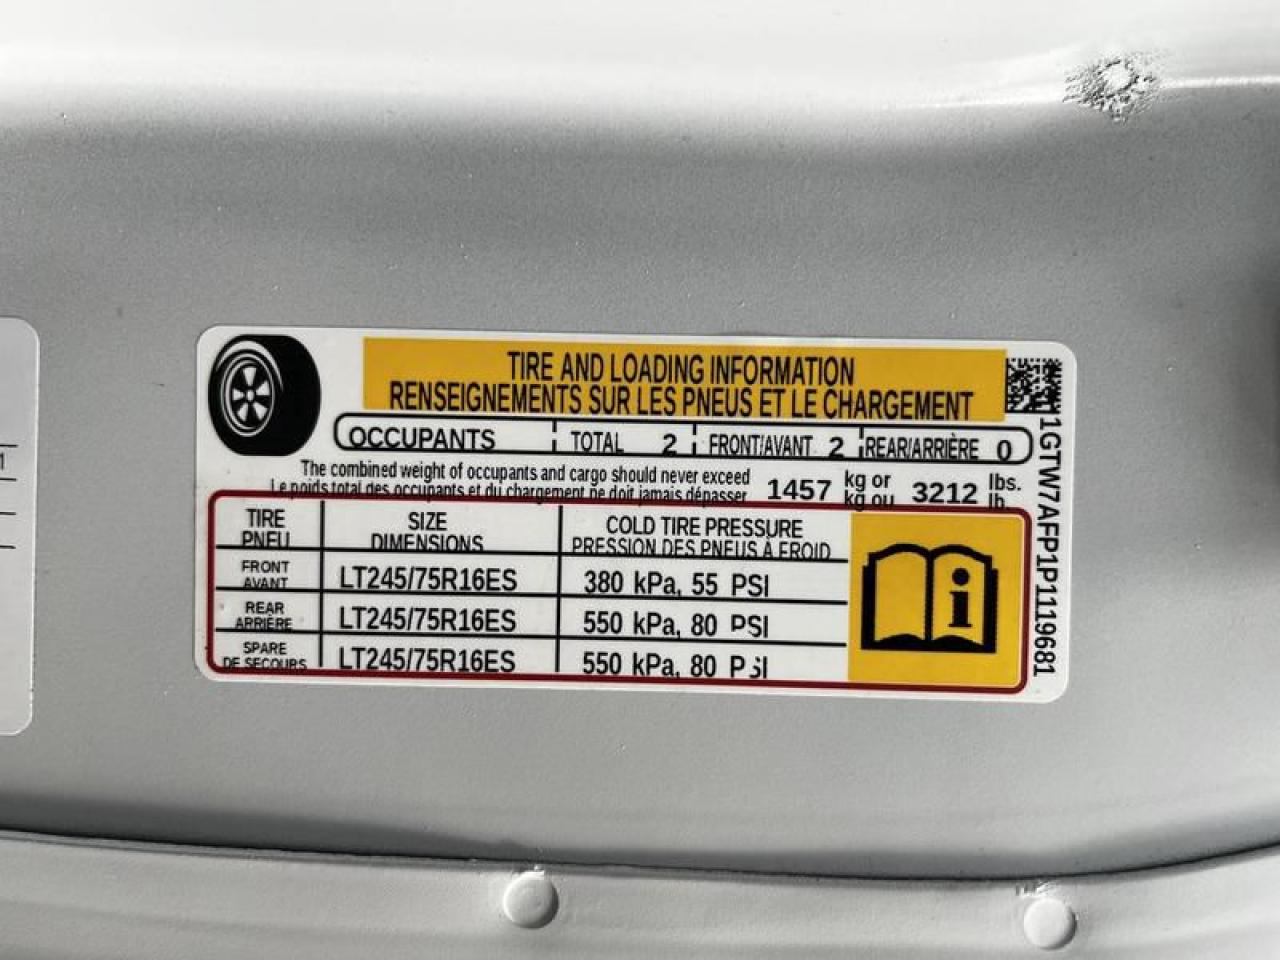 TIRE AND LOADING INFORMATION
RENSEIGNEMENTS SUR LES PNEUS ET LE CHARGEMENT
OCCUPANTS TOTAL 2 FRONT/AVANT 2 REAR/ARRIÈRE 0
The combined weight of occupants and cargo should never exceed 1457 kg or 3212 lbs.
Le poids total des occupants et du chargement ne doit jamais dépasser kg ou lb.
TIRE SIZE COLD TIRE PRESSURE
PNEU DIMENSIONS PRESSION DES PNEUS À FROID
FRONT
AVANT LT245/75R16ES 380 kPa, 55 PSI
REAR
ARRIÈRE LT245/75R16ES 550 kPa, 80 PSI
SPARE
DE SECOURS LT245/75R16ES 550 kPa, 80 PSI
1GTW7AFP1P1119681
1